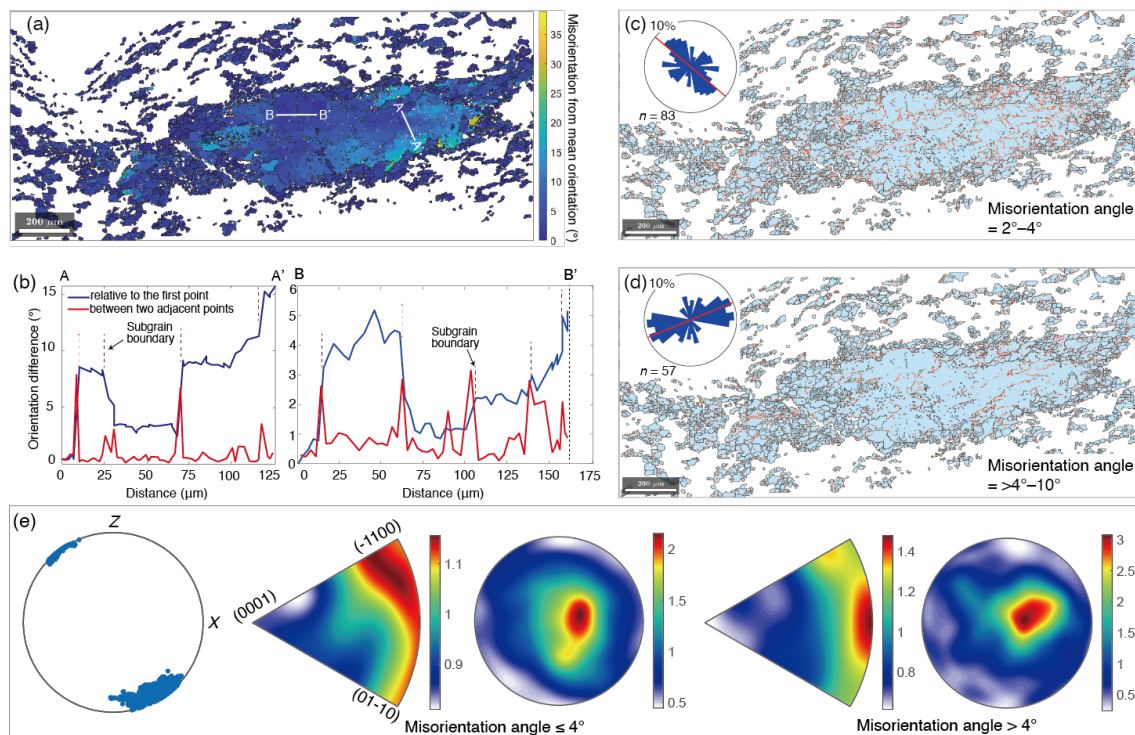 (a)
B B'
A
A'
200 μm
Misorientation from mean orientation (°)
35
30
25
20
15
10
5
0
(c)
10%
n = 83
200 μm
Misorientation angle
= 2°–4°
(b)
A A'
relative to the first point
between two adjacent points
Subgrain
boundary
Orientation difference (°)
15
10
5
0
0 25 50 75 100 125
Distance (μm)
B B'
Subgrain
boundary
6
5
4
3
2
1
0
0 25 50 75 100 125 150 175
Distance (μm)
(d)
10%
n = 57
200 μm
Misorientation angle
= >4°–10°
(e)
Z
X
(0001)
(-1100)
(01-10)
1.1
1
0.9
2
1.5
1
0.5
Misorientation angle ≤ 4°
1.4
1.2
1
0.8
3
2.5
2
1.5
1
0.5
Misorientation angle > 4°